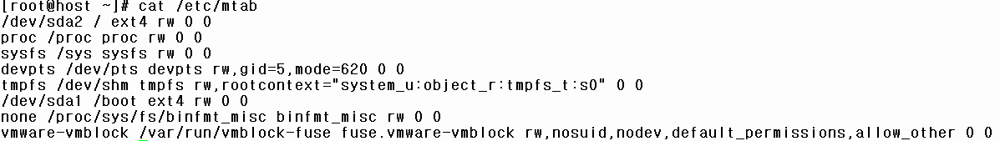 [root@host ~]# cat /etc/mtab
/dev/sda2 / ext4 rw 0 0
proc /proc proc rw 0 0
sysfs /sys sysfs rw 0 0
devpts /dev/pts devpts rw,gid=5,mode=620 0 0
tmpfs /dev/shm tmpfs rw,rootcontext="system_u:object_r:tmpfs_t:s0" 0 0
/dev/sda1 /boot ext4 rw 0 0
none /proc/sys/fs/binfmt_misc binfmt_misc rw 0 0
vmware-vmblock /var/run/vmblock-fuse fuse.vmware-vmblock rw,nosuid,nodev,default_permissions,allow_other 0 0